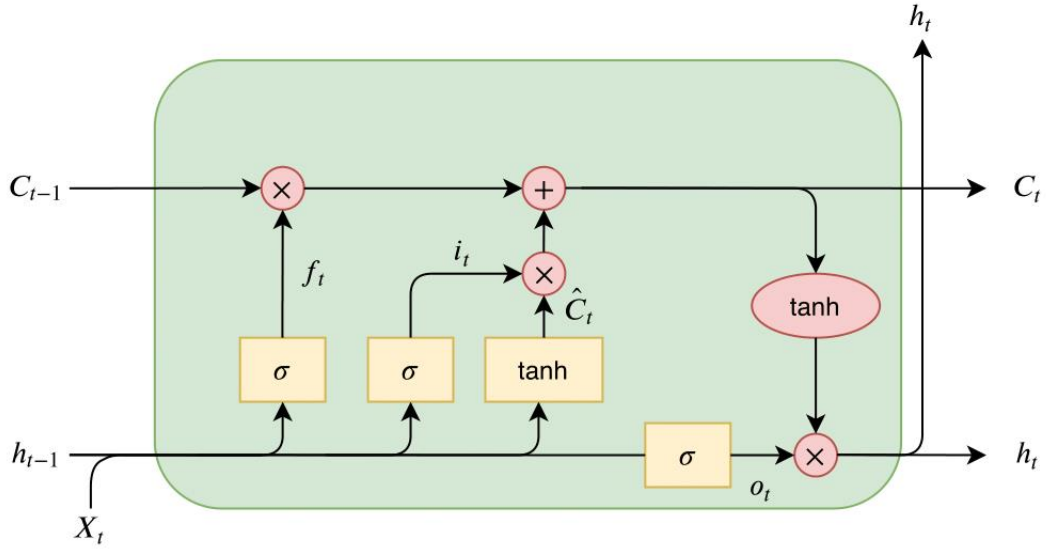 h_t
C_{t-1} × + C_t
i_t
f_t × Ĉ_t tanh
σ σ tanh
h_{t-1} σ × h_t
o_t
X_t